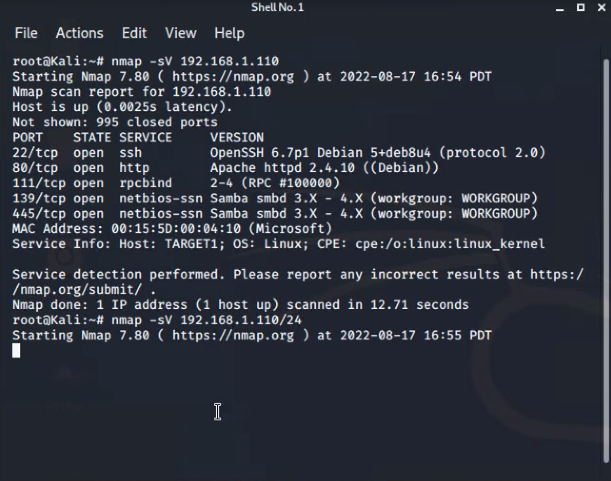 Shell No. 1
File Actions Edit View Help
root@Kali:~# nmap -sV 192.168.1.110
Starting Nmap 7.80 ( https://nmap.org ) at 2022-08-17 16:54 PDT
Nmap scan report for 192.168.1.110
Host is up (0.0025s latency).
Not shown: 995 closed ports
PORT    STATE SERVICE     VERSION
22/tcp  open  ssh         OpenSSH 6.7p1 Debian 5+deb8u4 (protocol 2.0)
80/tcp  open  http        Apache httpd 2.4.10 ((Debian))
111/tcp open  rpcbind     2-4 (RPC #100000)
139/tcp open  netbios-ssn Samba smbd 3.X - 4.X (workgroup: WORKGROUP)
445/tcp open  netbios-ssn Samba smbd 3.X - 4.X (workgroup: WORKGROUP)
MAC Address: 00:15:5D:00:04:10 (Microsoft)
Service Info: Host: TARGET1; OS: Linux; CPE: cpe:/o:linux:linux_kernel
Service detection performed. Please report any incorrect results at https:/
/nmap.org/submit/ .
Nmap done: 1 IP address (1 host up) scanned in 12.71 seconds
root@Kali:~# nmap -sV 192.168.1.110/24
Starting Nmap 7.80 ( https://nmap.org ) at 2022-08-17 16:55 PDT